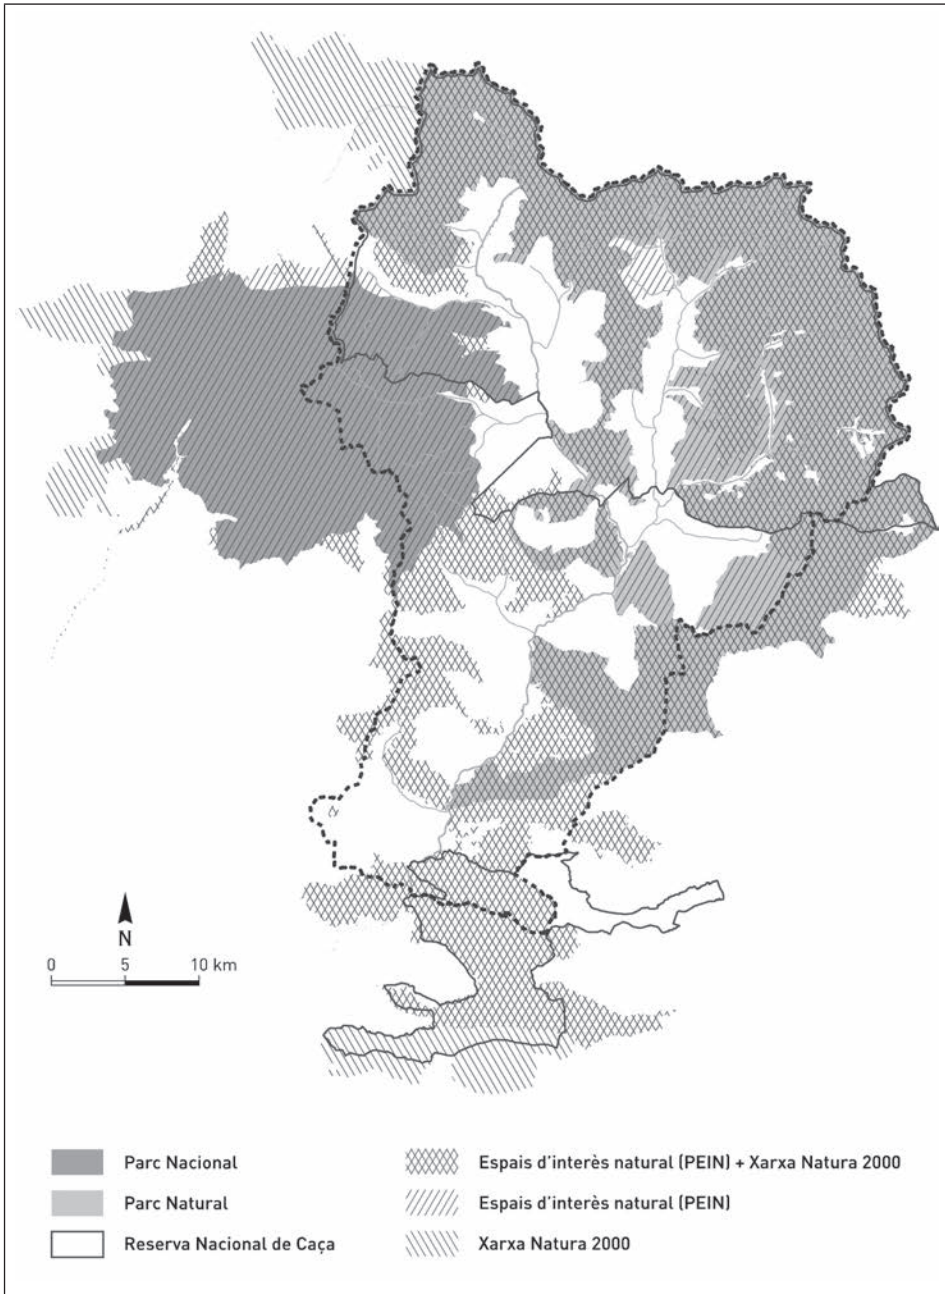 N
0 5 10 km
Parc Nacional
Parc Natural
Reserva Nacional de Caça
Espais d'interès natural (PEIN) + Xarxa Natura 2000
Espais d'interès natural (PEIN)
Xarxa Natura 2000